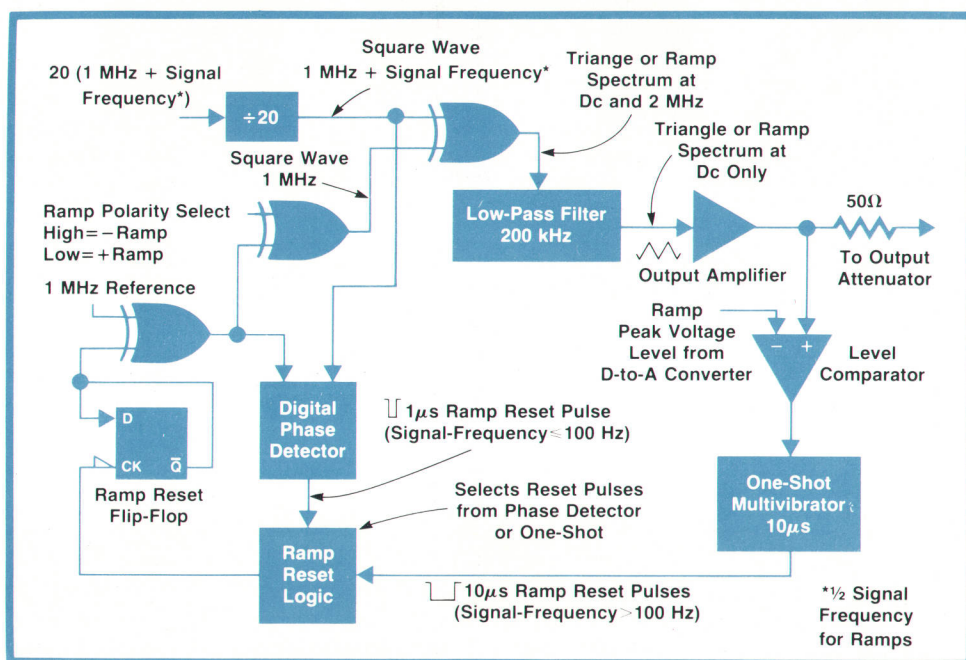 Square Wave
1 MHz + Signal Frequency*
Triange or Ramp
Spectrum at
Dc and 2 MHz
20 (1 MHz + Signal
Frequency*)
÷20
Triangle or Ramp
Spectrum at
Dc Only
Square Wave
1 MHz
Low-Pass Filter
200 kHz
50Ω
Ramp Polarity Select
High=−Ramp
Low=+Ramp
Output Amplifier
To Output
Attenuator
1 MHz Reference
Ramp
Peak Voltage
Level from
D-to-A Converter
− +
Level
Comparator
Digital
Phase
Detector
1μs Ramp Reset Pulse
(Signal-Frequency≤100 Hz)
D
CK Q̅
Ramp Reset
Flip-Flop
Selects Reset Pulses
from Phase Detector
or One-Shot
One-Shot
Multivibrator
10μs
Ramp
Reset
Logic
10μs Ramp Reset Pulses
(Signal-Frequency>100 Hz)
*½ Signal
Frequency
for Ramps